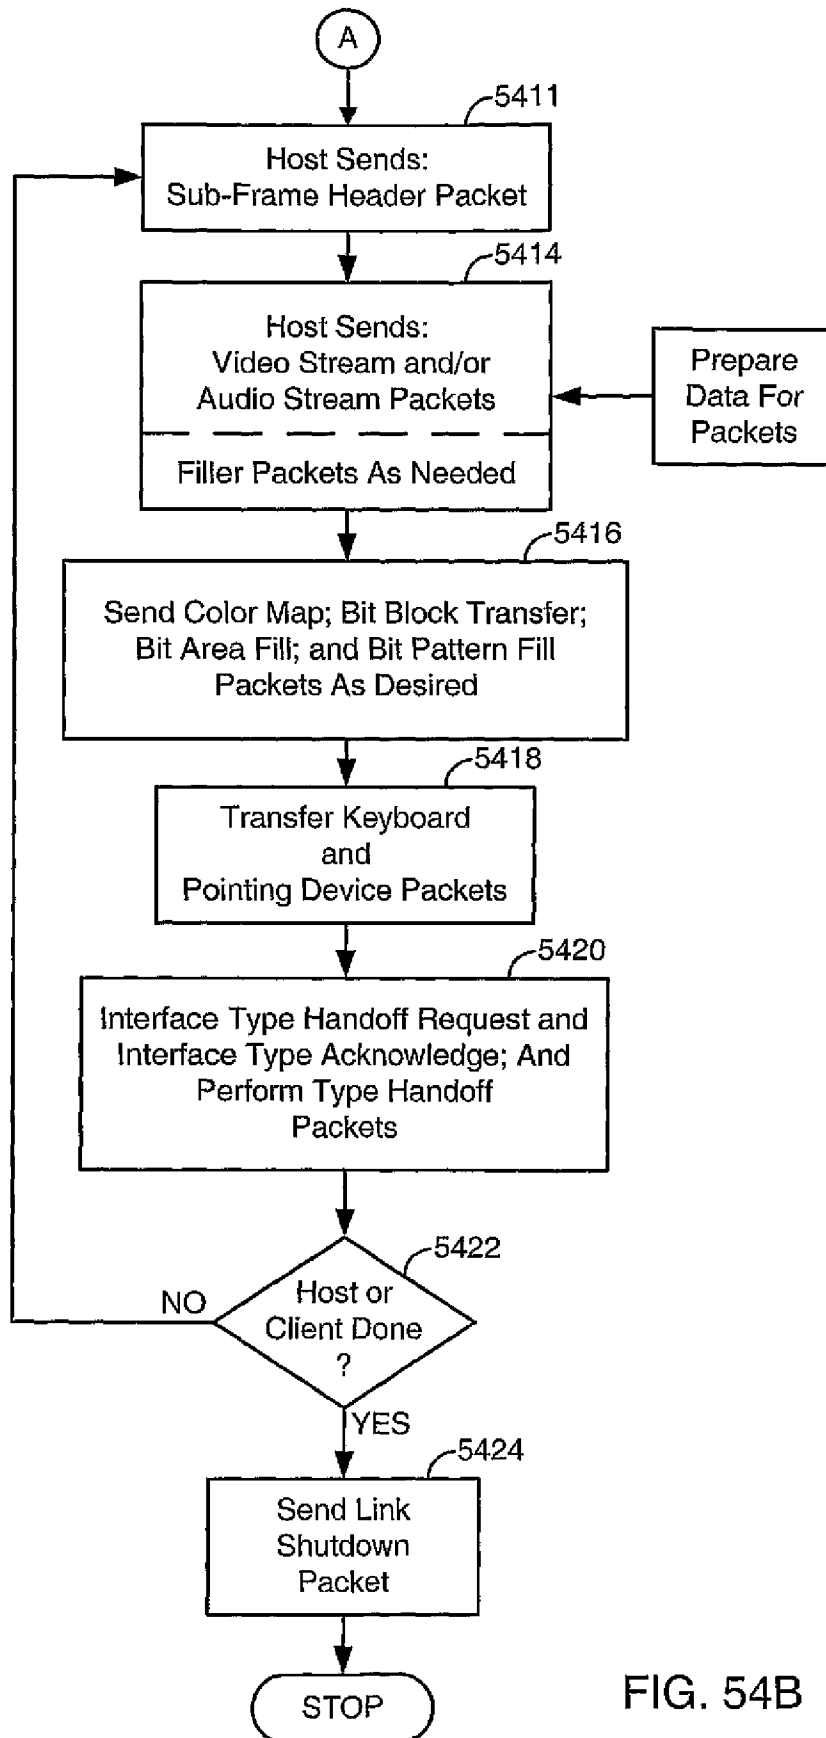 A
5411
Host Sends:
Sub-Frame Header Packet
5414
Host Sends:
Video Stream and/or
Audio Stream Packets
Filler Packets As Needed
Prepare
Data For
Packets
5416
Send Color Map; Bit Block Transfer;
Bit Area Fill; and Bit Pattern Fill
Packets As Desired
5418
Transfer Keyboard
and
Pointing Device Packets
5420
Interface Type Handoff Request and
Interface Type Acknowledge; And
Perform Type Handoff
Packets
5422
Host or
Client Done
?
NO
YES
5424
Send Link
Shutdown
Packet
STOP
FIG. 54B